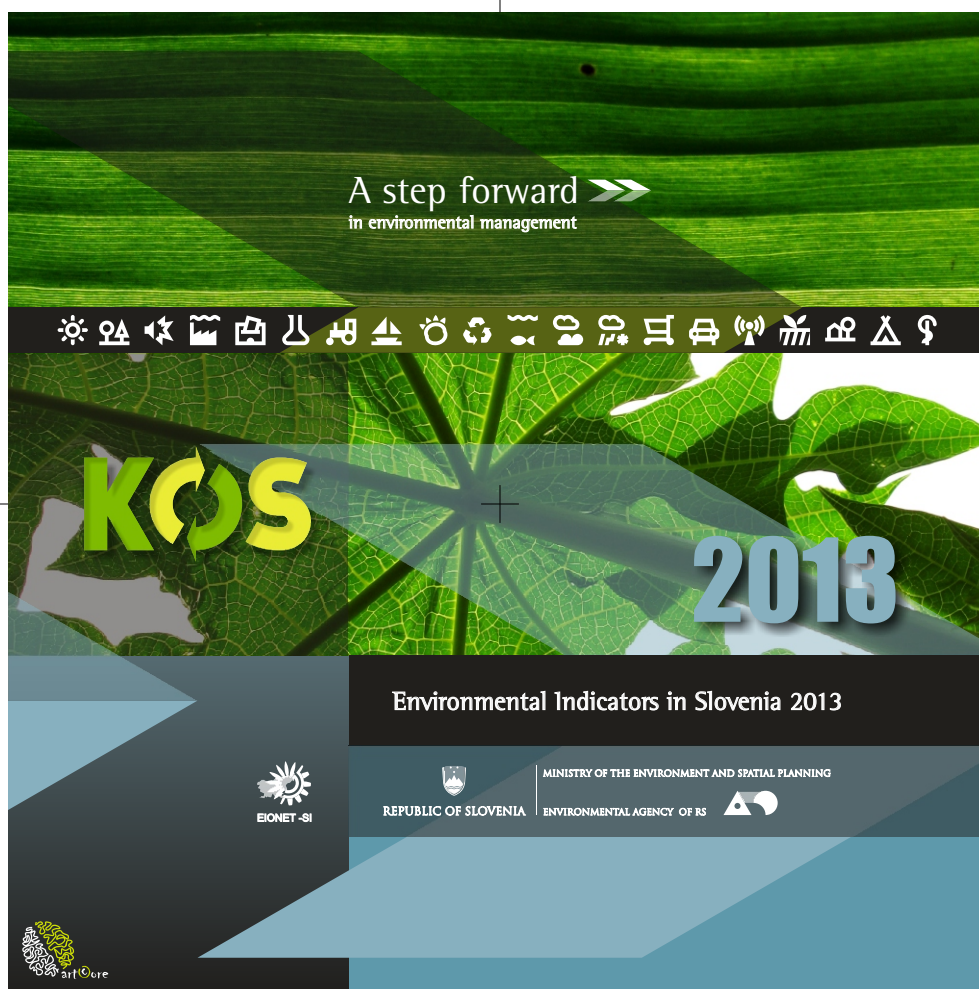 A step forward
in environmental management
KOS
2013
Environmental Indicators in Slovenia 2013
EIONET -SI
REPUBLIC OF SLOVENIA
MINISTRY OF THE ENVIRONMENT AND SPATIAL PLANNING
ENVIRONMENTAL AGENCY OF RS
art©ore